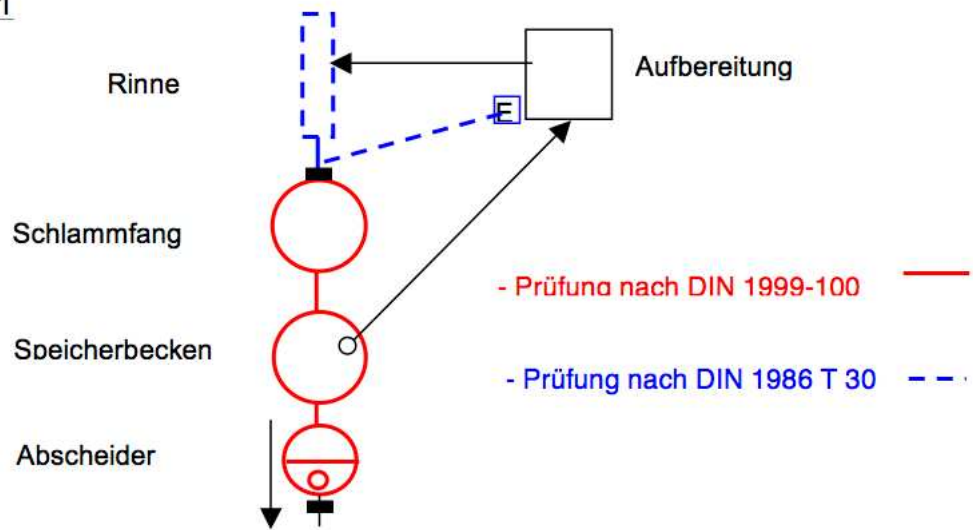 Rinne
Aufbereitung
E
Schlammfang
- Prüfung nach DIN 1999-100
Speicherbecken
- Prüfung nach DIN 1986 T 30
Abscheider